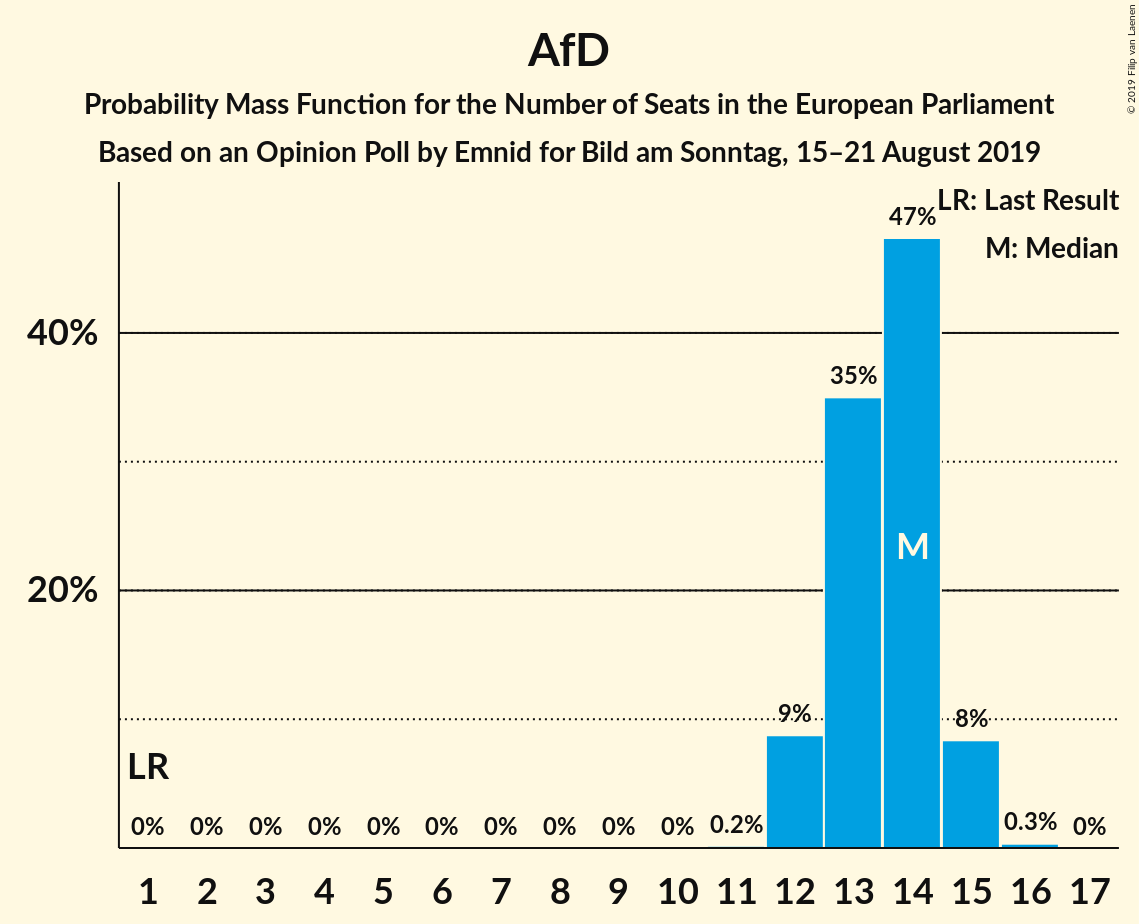 AfD
Probability Mass Function for the Number of Seats in the European Parliament
Based on an Opinion Poll by Emnid for Bild am Sonntag, 15–21 August 2019
© 2019 Filip van Laenen
LR: Last Result
M: Median
47%
40%
35%
M
20%
9%
8%
LR
0% 0% 0% 0% 0% 0% 0% 0% 0% 0% 0.2% 0.3% 0%
1 2 3 4 5 6 7 8 9 10 11 12 13 14 15 16 17